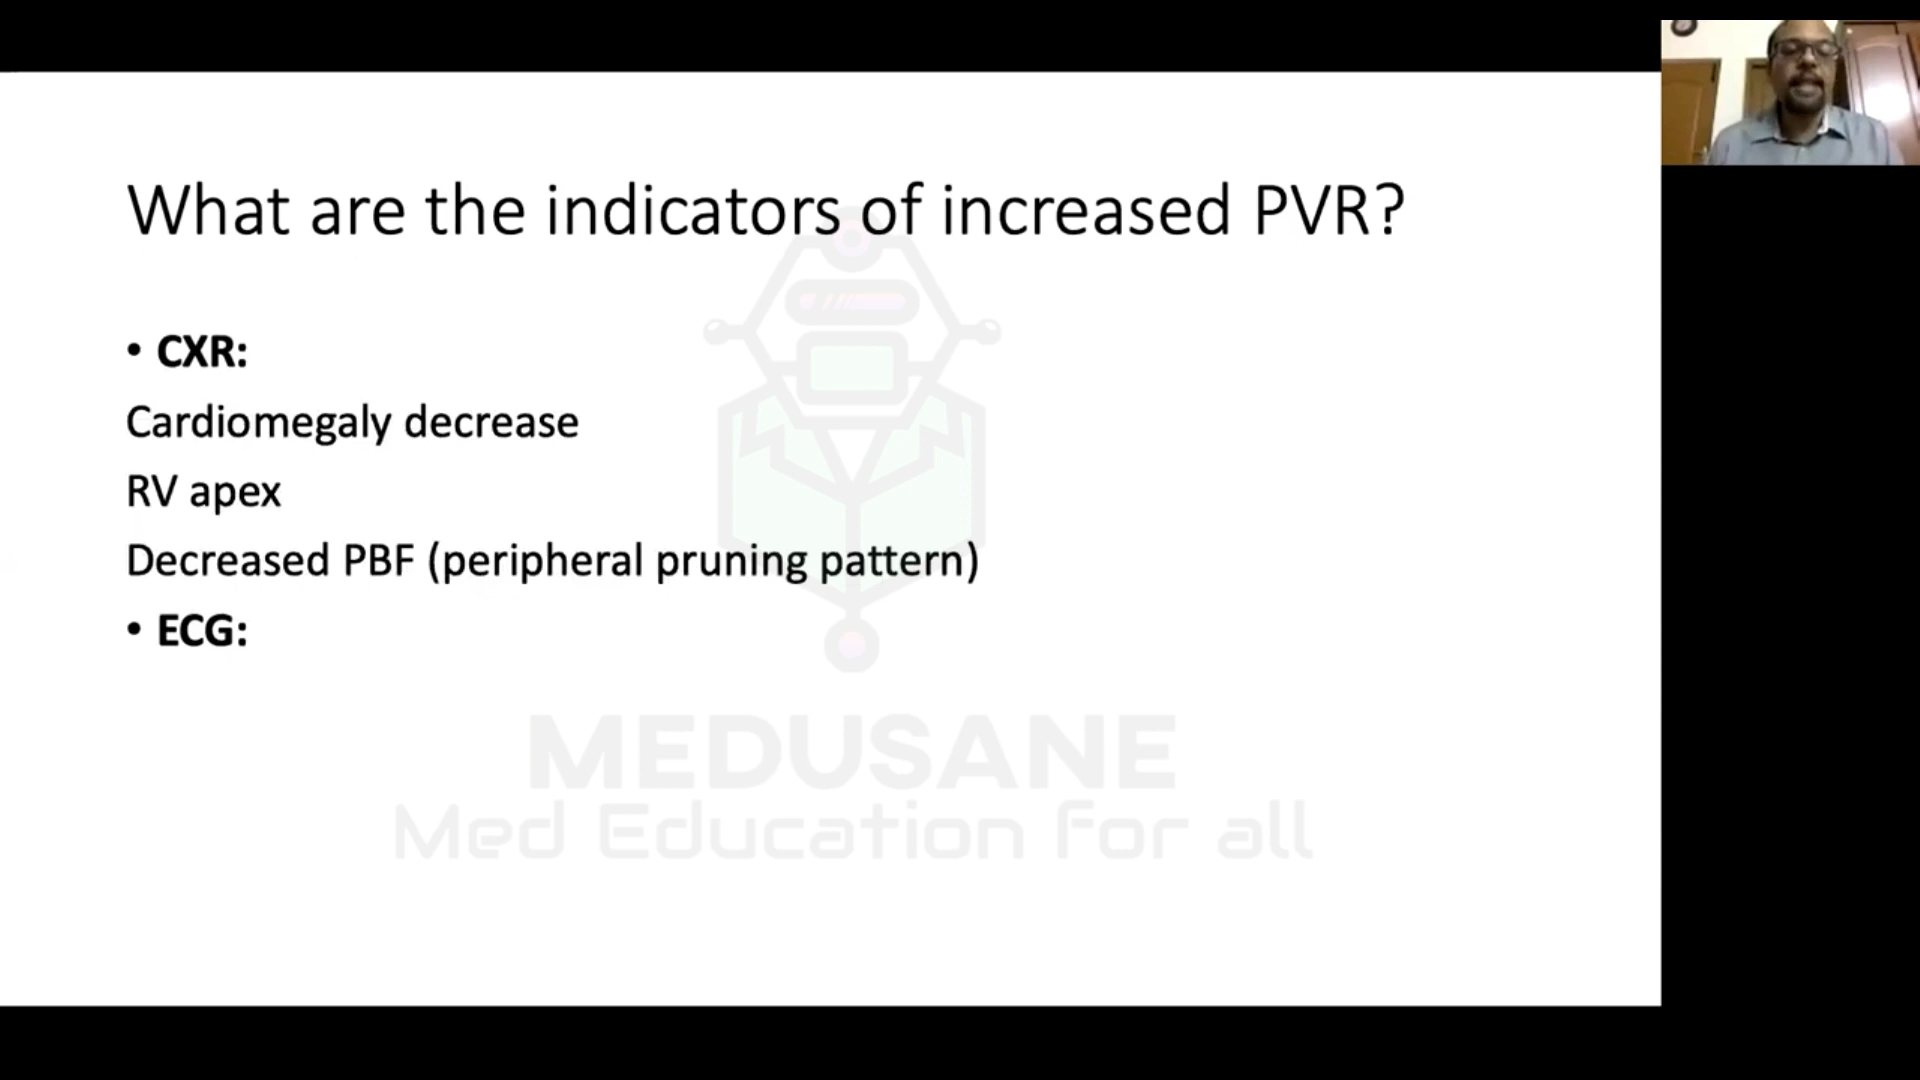 What are the indicators of increased PVR?
• CXR:
Cardiomegaly decrease
RV apex
Decreased PBF (peripheral pruning pattern)
• ECG:
MEDUSANE
Med Education for all